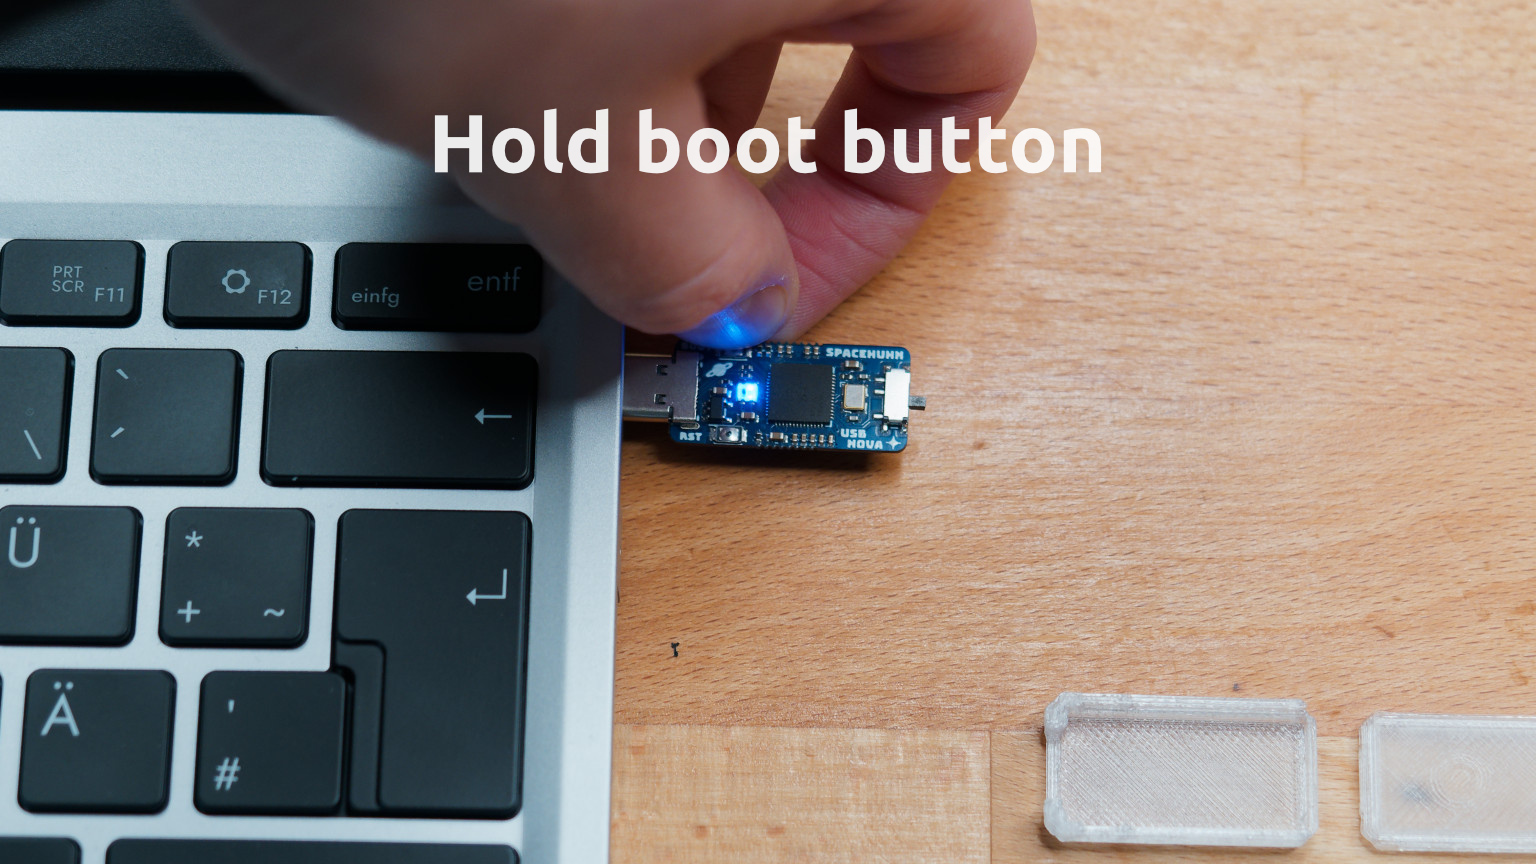 Hold boot button
PRT
SCR F11
F12
einfg entf
SPACEHUHN
RST
USB
NOVA
\
`
´
←
Ü
*
+ ~
Ä
'
#